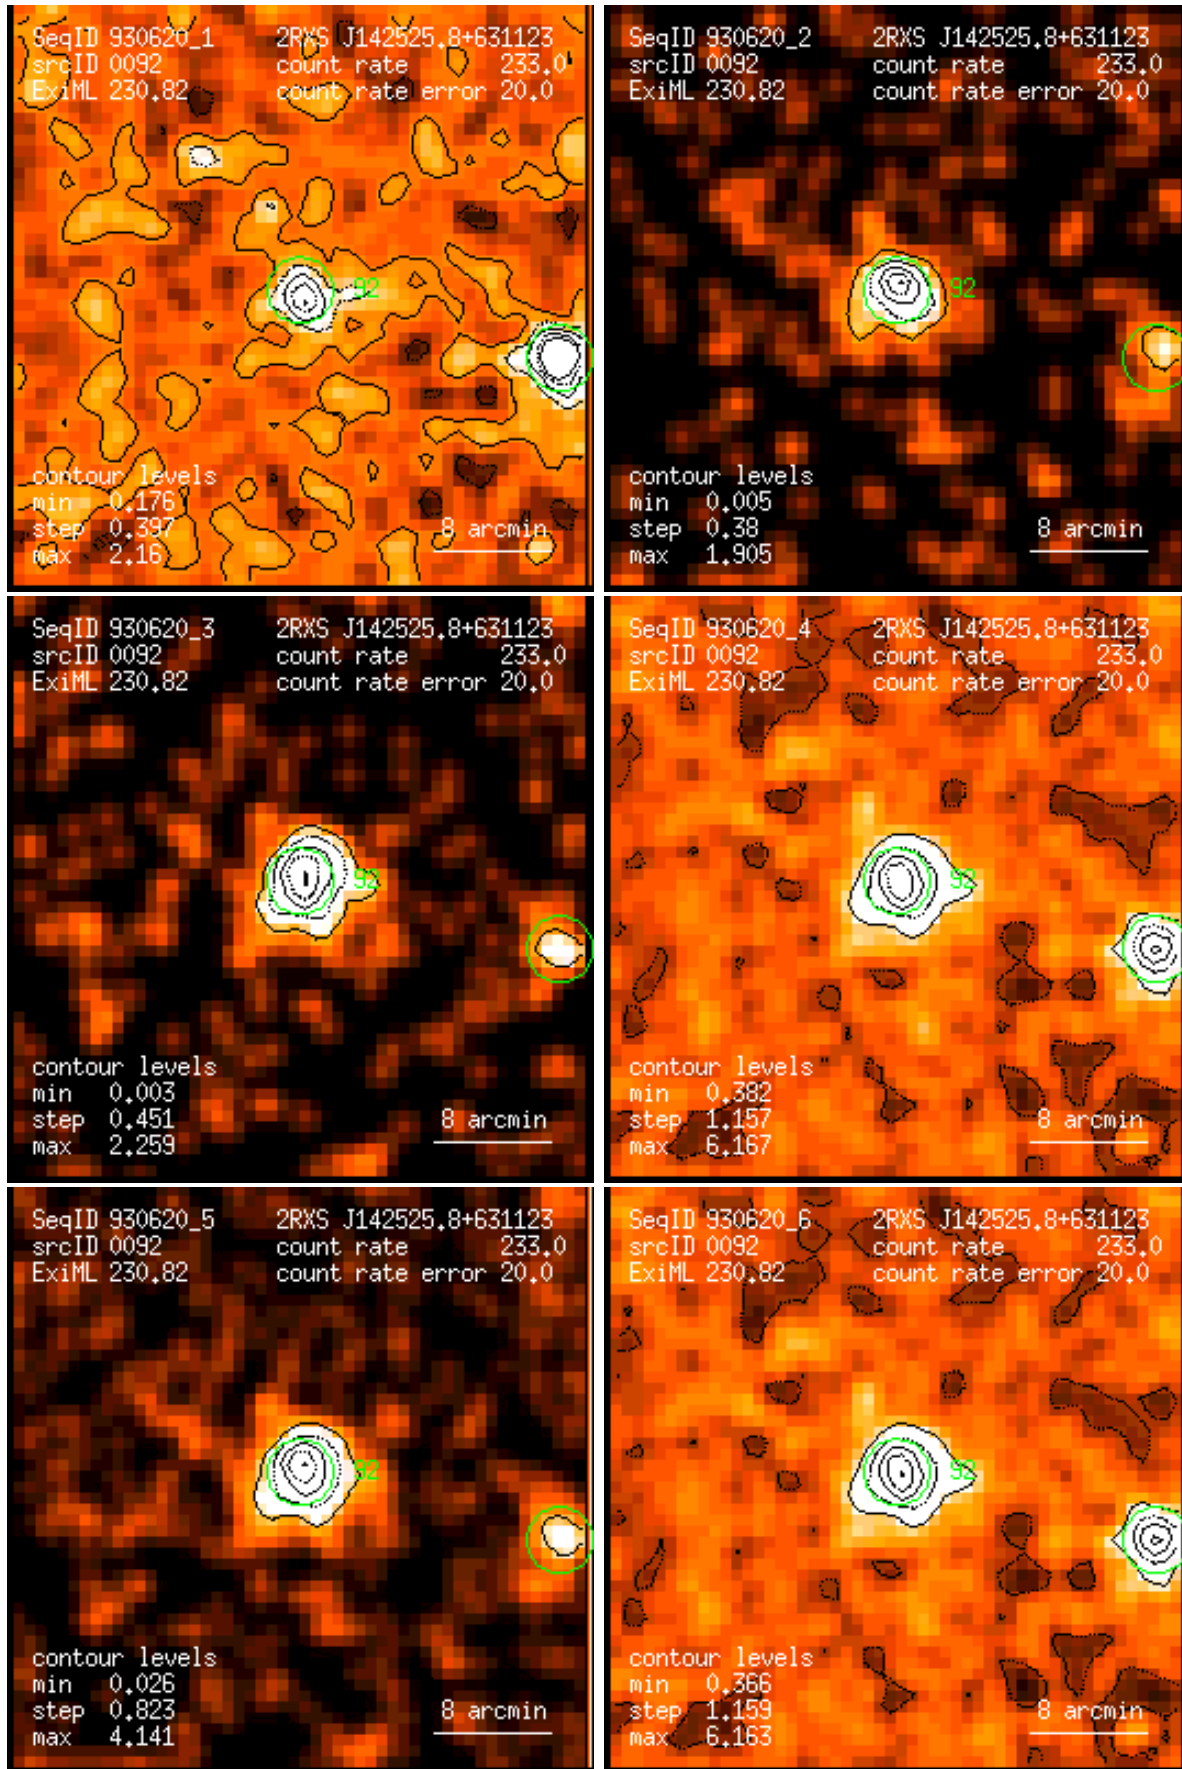 SeqID 930620_1 2RXS J142525.8+631123
srcID 0092 count rate 233.0
ExiML 230.82 count rate error 20.0
92
contour levels
min 0.176
step 0.397 8 arcmin
max 2.16
SeqID 930620_2 2RXS J142525.8+631123
srcID 0092 count rate 233.0
ExiML 230.82 count rate error 20.0
92
contour levels
min 0.005
step 0.38 8 arcmin
max 1.905
SeqID 930620_3 2RXS J142525.8+631123
srcID 0092 count rate 233.0
ExiML 230.82 count rate error 20.0
92
contour levels
min 0.003
step 0.451 8 arcmin
max 2.259
SeqID 930620_4 2RXS J142525.8+631123
srcID 0092 count rate 233.0
ExiML 230.82 count rate error 20.0
92
contour levels
min 0.382
step 1.157 8 arcmin
max 6.167
SeqID 930620_5 2RXS J142525.8+631123
srcID 0092 count rate 233.0
ExiML 230.82 count rate error 20.0
92
contour levels
min 0.026
step 0.823 8 arcmin
max 4.141
SeqID 930620_6 2RXS J142525.8+631123
srcID 0092 count rate 233.0
ExiML 230.82 count rate error 20.0
92
contour levels
min 0.366
step 1.159 8 arcmin
max 6.163